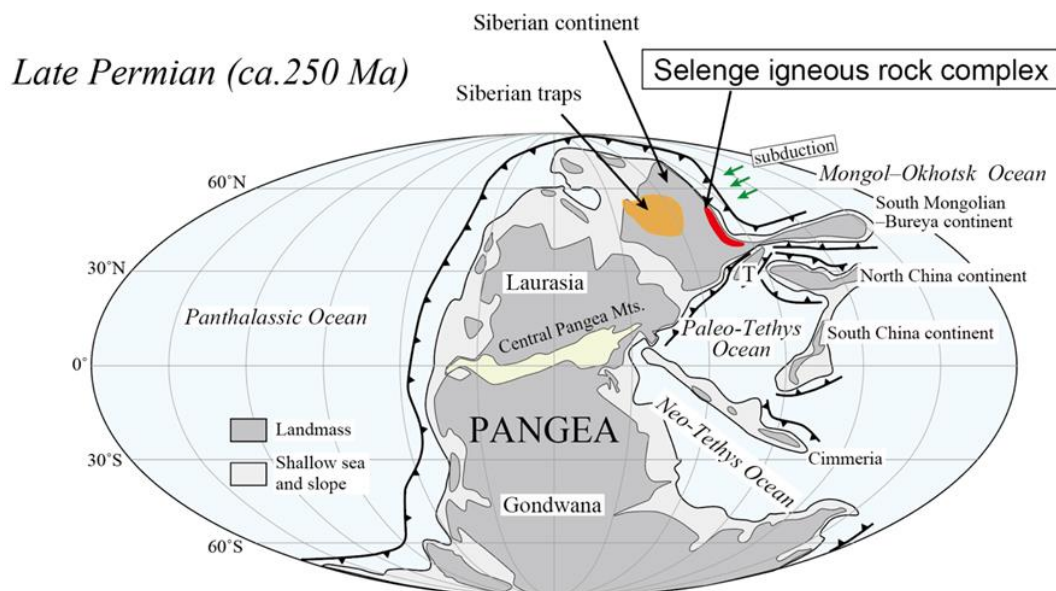 Late Permian (ca.250 Ma)
Siberian continent
Selenge igneous rock complex
Siberian traps
subduction
Mongol–Okhotsk Ocean
60˚N
South Mongolian
–Bureya continent
30˚N
T
North China continent
Laurasia
Panthalassic Ocean
Central Pangea Mts.
Paleo-Tethys
Ocean
South China continent
0˚
PANGEA
Neo-Tethys Ocean
Landmass
Shallow sea
and slope
Cimmeria
30˚S
Gondwana
60˚S